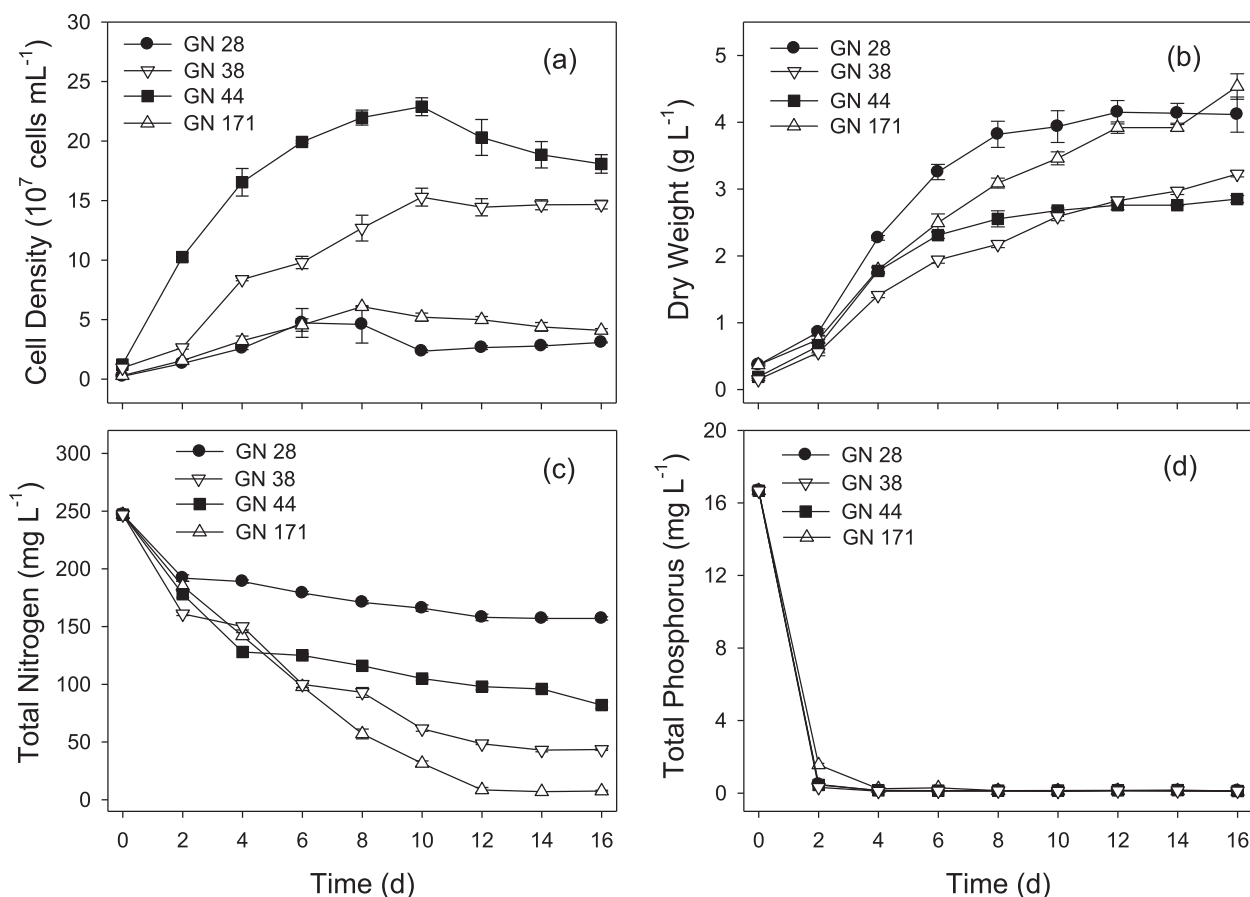 30
25
20
15
10
5
0
Cell Density (10⁷ cells mL⁻¹)
GN 28
GN 38
GN 44
GN 171
(a)
5
4
3
2
1
0
Dry Weight (g L⁻¹)
GN 28
GN 38
GN 44
GN 171
(b)
300
250
200
150
100
50
0
Total Nitrogen (mg L⁻¹)
GN 28
GN 38
GN 44
GN 171
(c)
0 2 4 6 8 10 12 14 16
Time (d)
20
16
12
8
4
0
Total Phosphorus (mg L⁻¹)
GN 28
GN 38
GN 44
GN 171
(d)
0 2 4 6 8 10 12 14 16
Time (d)